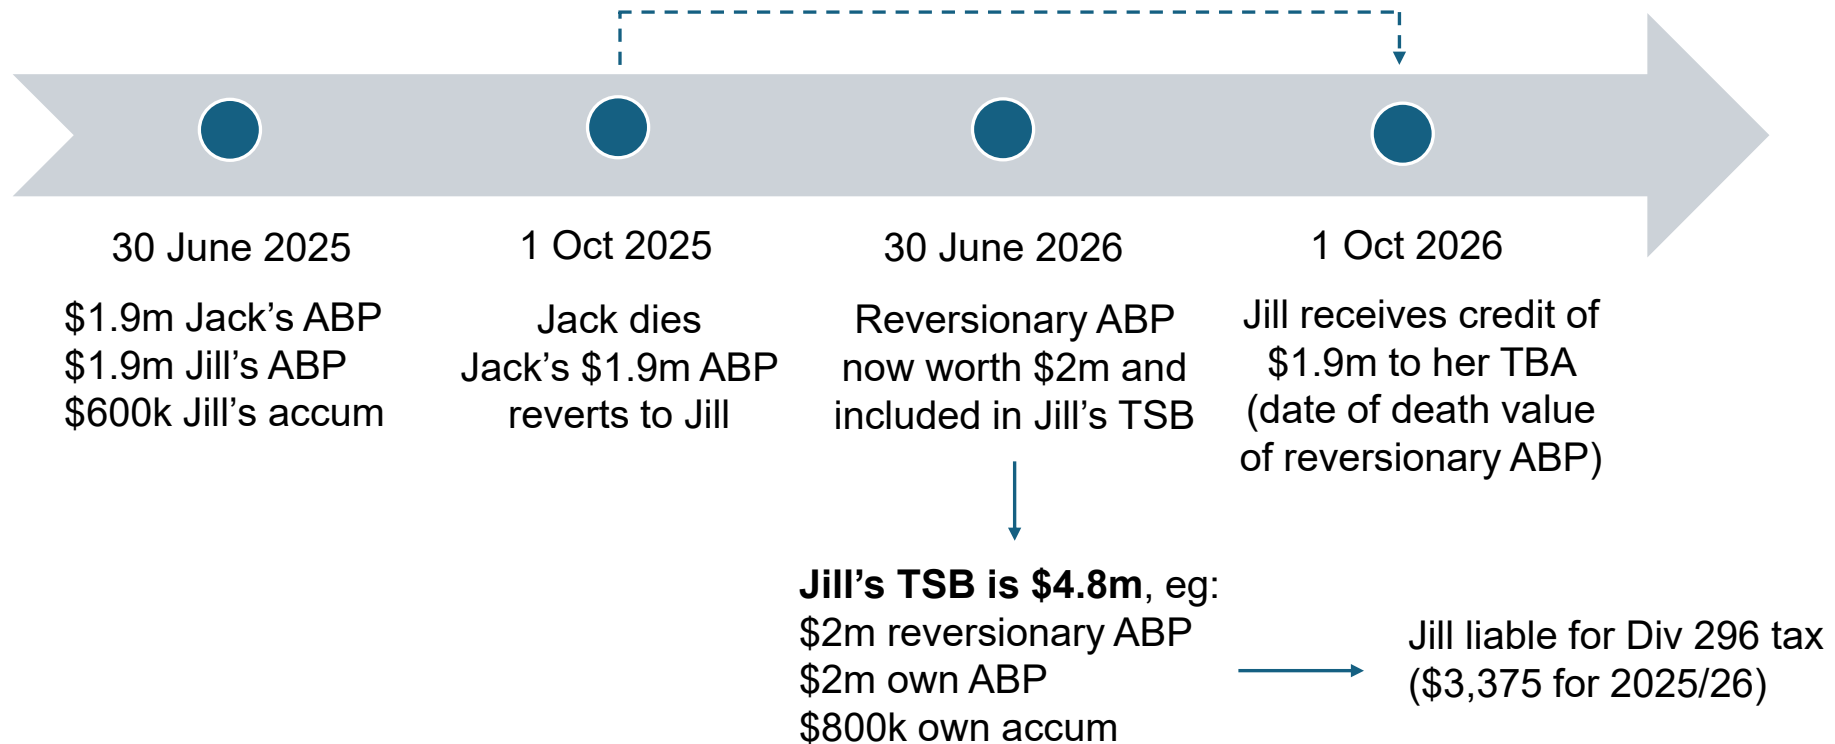 30 June 2025
$1.9m Jack’s ABP
$1.9m Jill’s ABP
$600k Jill’s accum
1 Oct 2025
Jack dies
Jack’s $1.9m ABP
reverts to Jill
30 June 2026
Reversionary ABP
now worth $2m and
included in Jill’s TSB
1 Oct 2026
Jill receives credit of
$1.9m to her TBA
(date of death value
of reversionary ABP)
Jill’s TSB is $4.8m, eg:
$2m reversionary ABP
$2m own ABP
$800k own accum
Jill liable for Div 296 tax
($3,375 for 2025/26)